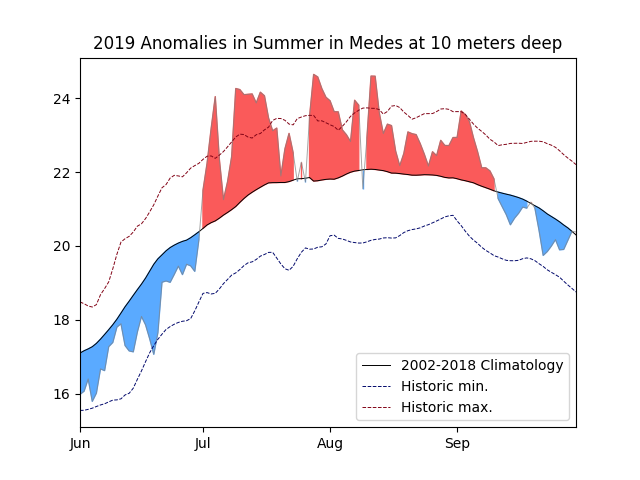 2019 Anomalies in Summer in Medes at 10 meters deep
24
22
20
18
16
Jun
Jul
Aug
Sep
2002-2018 Climatology
Historic min.
Historic max.